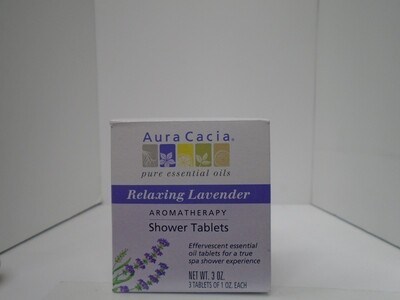 Aura Cacia®
pure essential oils
Relaxing Lavender
AROMATHERAPY
Shower Tablets
Effervescent essential
oil tablets for a true
spa shower experience
NET WT. 3 OZ.
3 TABLETS OF 1 OZ. EACH